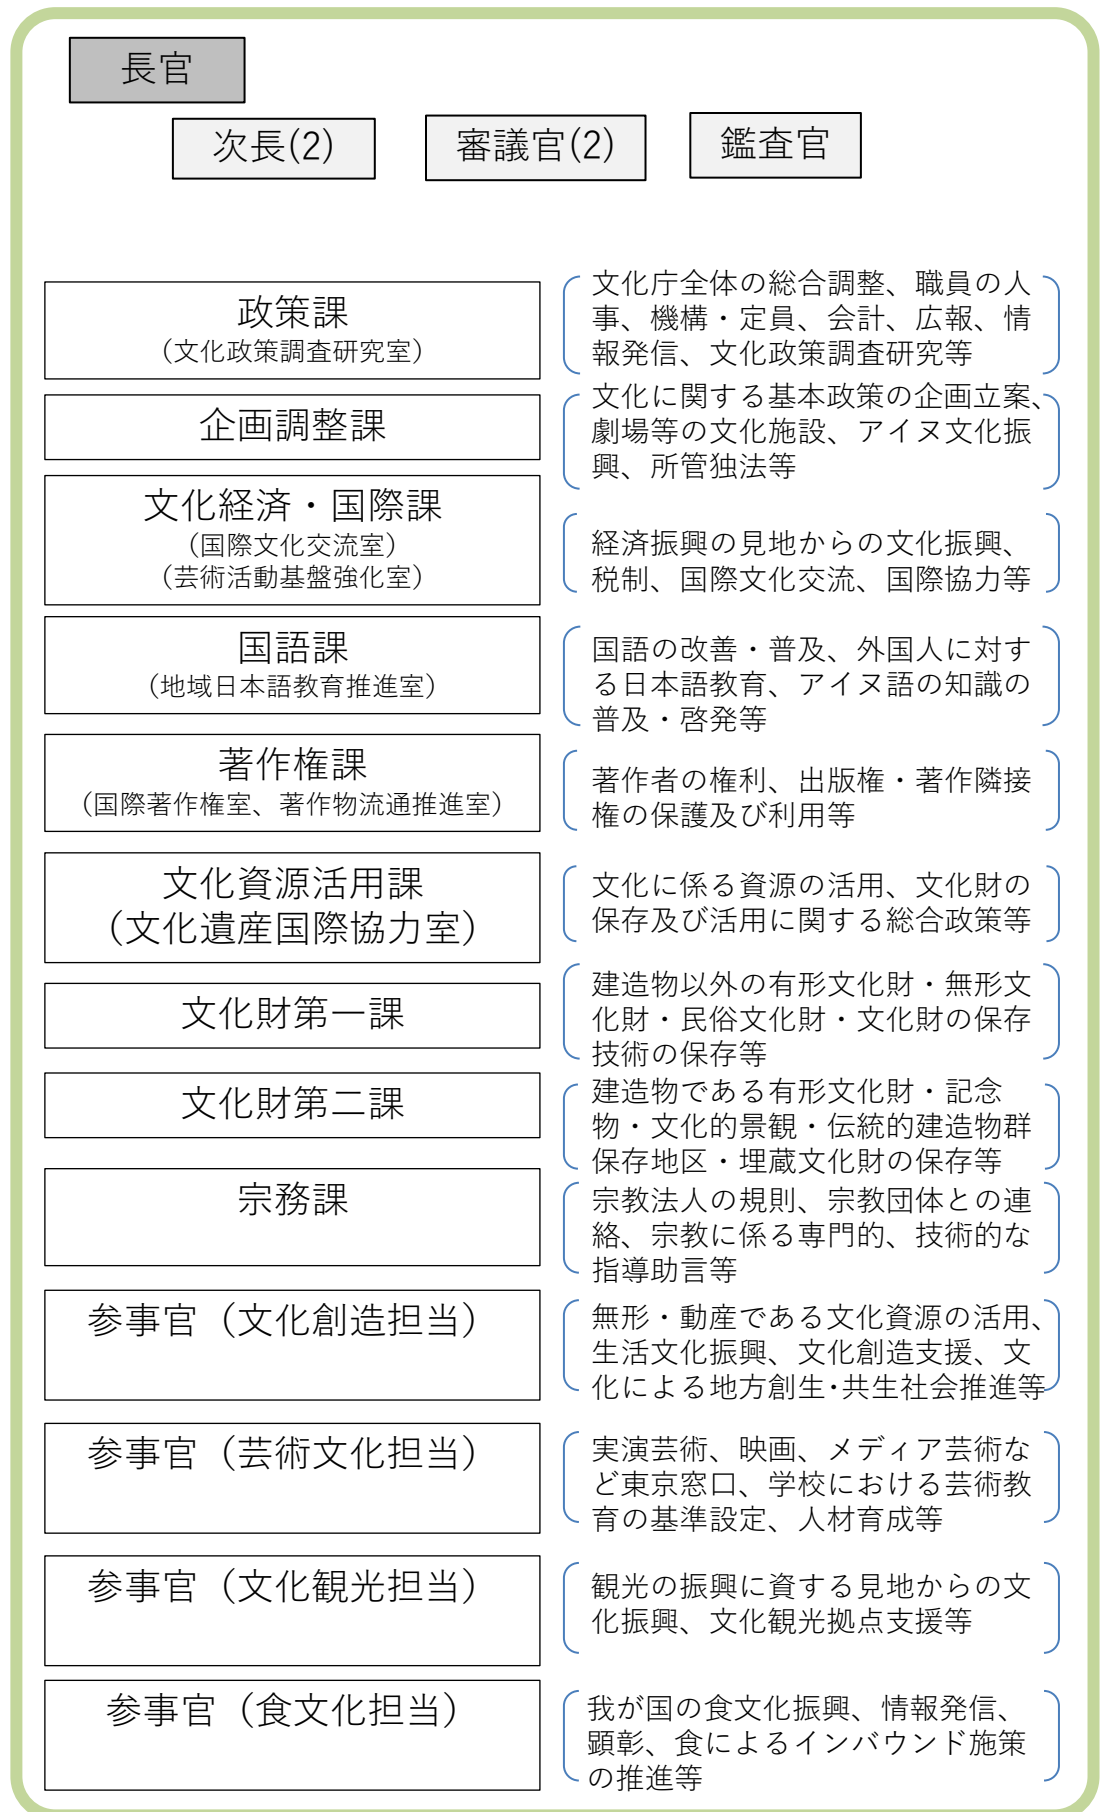 長官
次長(2)
審議官(2)
鑑査官
政策課
（文化政策調査研究室）
文化庁全体の総合調整、職員の人
事、機構・定員、会計、広報、情
報発信、文化政策調査研究等
企画調整課
文化に関する基本政策の企画立案、
劇場等の文化施設、アイヌ文化振
興、所管独法等
文化経済・国際課
（国際文化交流室）
（芸術活動基盤強化室）
経済振興の見地からの文化振興、
税制、国際文化交流、国際協力等
国語課
（地域日本語教育推進室）
国語の改善・普及、外国人に対す
る日本語教育、アイヌ語の知識の
普及・啓発等
著作権課
（国際著作権室、著作物流通推進室）
著作者の権利、出版権・著作隣接
権の保護及び利用等
文化資源活用課
（文化遺産国際協力室）
文化に係る資源の活用、文化財の
保存及び活用に関する総合政策等
文化財第一課
建造物以外の有形文化財・無形文
化財・民俗文化財・文化財の保存
技術の保存等
文化財第二課
建造物である有形文化財・記念
物・文化的景観・伝統的建造物群
保存地区・埋蔵文化財の保存等
宗務課
宗教法人の規則、宗教団体との連
絡、宗教に係る専門的、技術的な
指導助言等
参事官（文化創造担当）
無形・動産である文化資源の活用、
生活文化振興、文化創造支援、文
化による地方創生･共生社会推進等
参事官（芸術文化担当）
実演芸術、映画、メディア芸術な
ど東京窓口、学校における芸術教
育の基準設定、人材育成等
参事官（文化観光担当）
観光の振興に資する見地からの文
化振興、文化観光拠点支援等
参事官（食文化担当）
我が国の食文化振興、情報発信、
顕彰、食によるインバウンド施策
の推進等